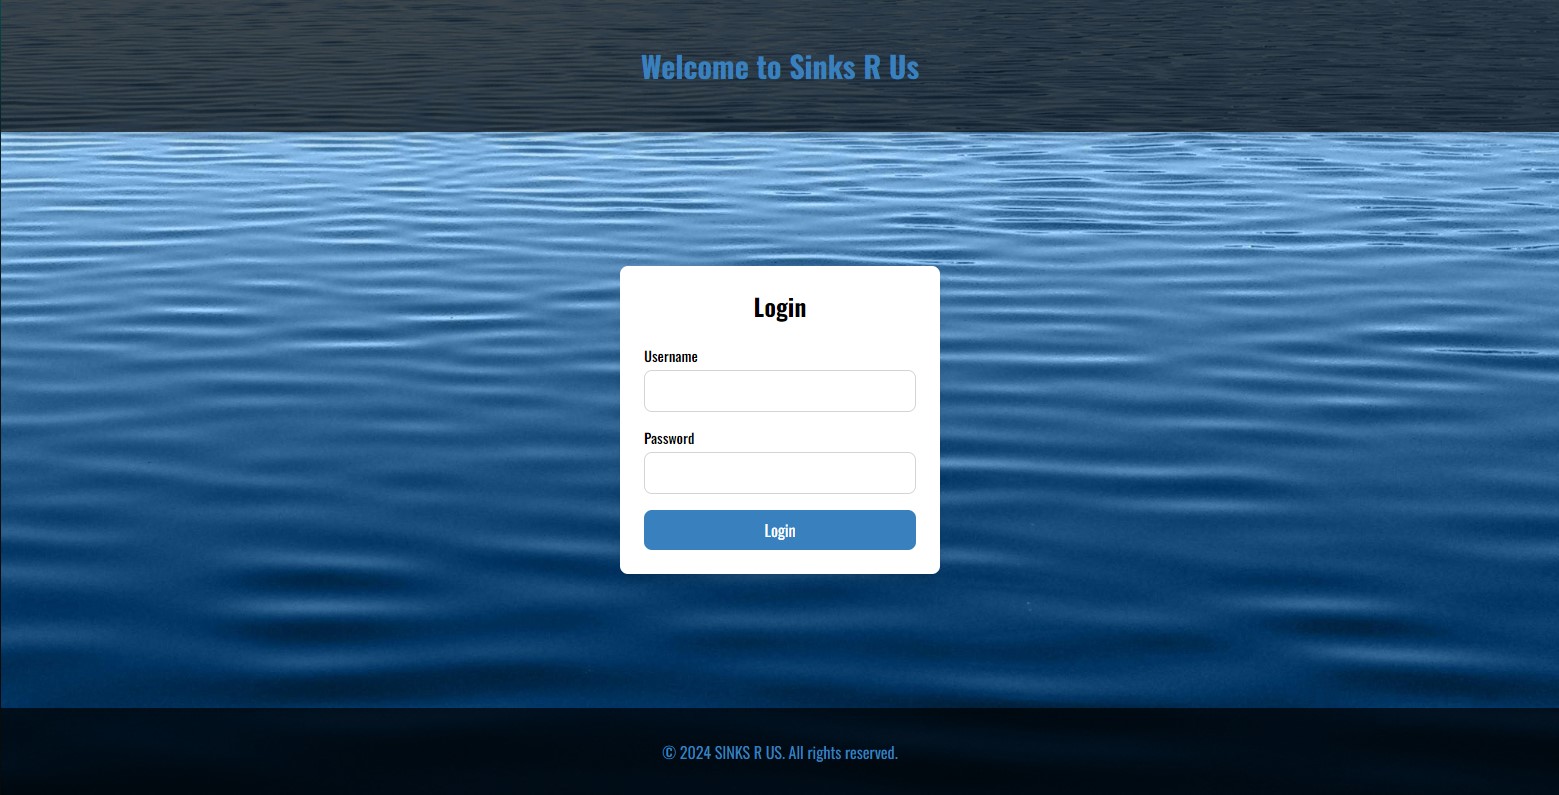 Welcome to Sinks R Us
Login
Username
Password
Login
© 2024 SINKS R US. All rights reserved.